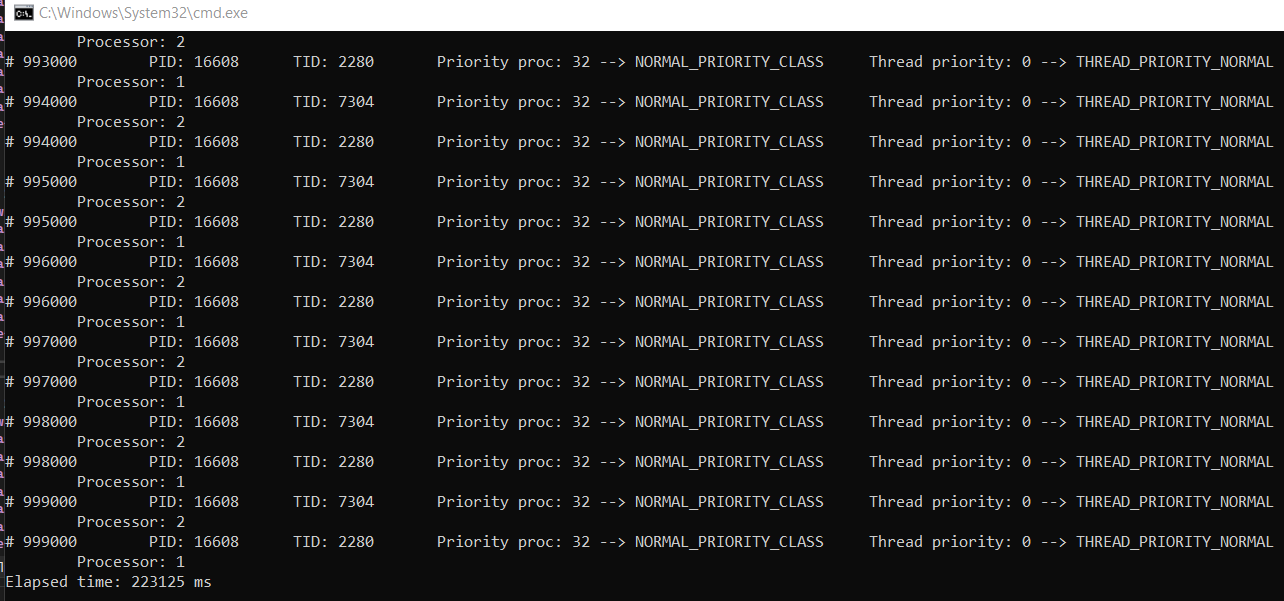 C:\Windows\System32\cmd.exe
Processor: 2
# 993000 PID: 16608 TID: 2280 Priority proc: 32 --> NORMAL_PRIORITY_CLASS Thread priority: 0 --> THREAD_PRIORITY_NORMAL
Processor: 1
# 994000 PID: 16608 TID: 7304 Priority proc: 32 --> NORMAL_PRIORITY_CLASS Thread priority: 0 --> THREAD_PRIORITY_NORMAL
Processor: 2
# 994000 PID: 16608 TID: 2280 Priority proc: 32 --> NORMAL_PRIORITY_CLASS Thread priority: 0 --> THREAD_PRIORITY_NORMAL
Processor: 1
# 995000 PID: 16608 TID: 7304 Priority proc: 32 --> NORMAL_PRIORITY_CLASS Thread priority: 0 --> THREAD_PRIORITY_NORMAL
Processor: 2
# 995000 PID: 16608 TID: 2280 Priority proc: 32 --> NORMAL_PRIORITY_CLASS Thread priority: 0 --> THREAD_PRIORITY_NORMAL
Processor: 1
# 996000 PID: 16608 TID: 7304 Priority proc: 32 --> NORMAL_PRIORITY_CLASS Thread priority: 0 --> THREAD_PRIORITY_NORMAL
Processor: 2
# 996000 PID: 16608 TID: 2280 Priority proc: 32 --> NORMAL_PRIORITY_CLASS Thread priority: 0 --> THREAD_PRIORITY_NORMAL
Processor: 1
# 997000 PID: 16608 TID: 7304 Priority proc: 32 --> NORMAL_PRIORITY_CLASS Thread priority: 0 --> THREAD_PRIORITY_NORMAL
Processor: 2
# 997000 PID: 16608 TID: 2280 Priority proc: 32 --> NORMAL_PRIORITY_CLASS Thread priority: 0 --> THREAD_PRIORITY_NORMAL
Processor: 1
# 998000 PID: 16608 TID: 7304 Priority proc: 32 --> NORMAL_PRIORITY_CLASS Thread priority: 0 --> THREAD_PRIORITY_NORMAL
Processor: 2
# 998000 PID: 16608 TID: 2280 Priority proc: 32 --> NORMAL_PRIORITY_CLASS Thread priority: 0 --> THREAD_PRIORITY_NORMAL
Processor: 1
# 999000 PID: 16608 TID: 7304 Priority proc: 32 --> NORMAL_PRIORITY_CLASS Thread priority: 0 --> THREAD_PRIORITY_NORMAL
Processor: 2
# 999000 PID: 16608 TID: 2280 Priority proc: 32 --> NORMAL_PRIORITY_CLASS Thread priority: 0 --> THREAD_PRIORITY_NORMAL
Processor: 1
Elapsed time: 223125 ms